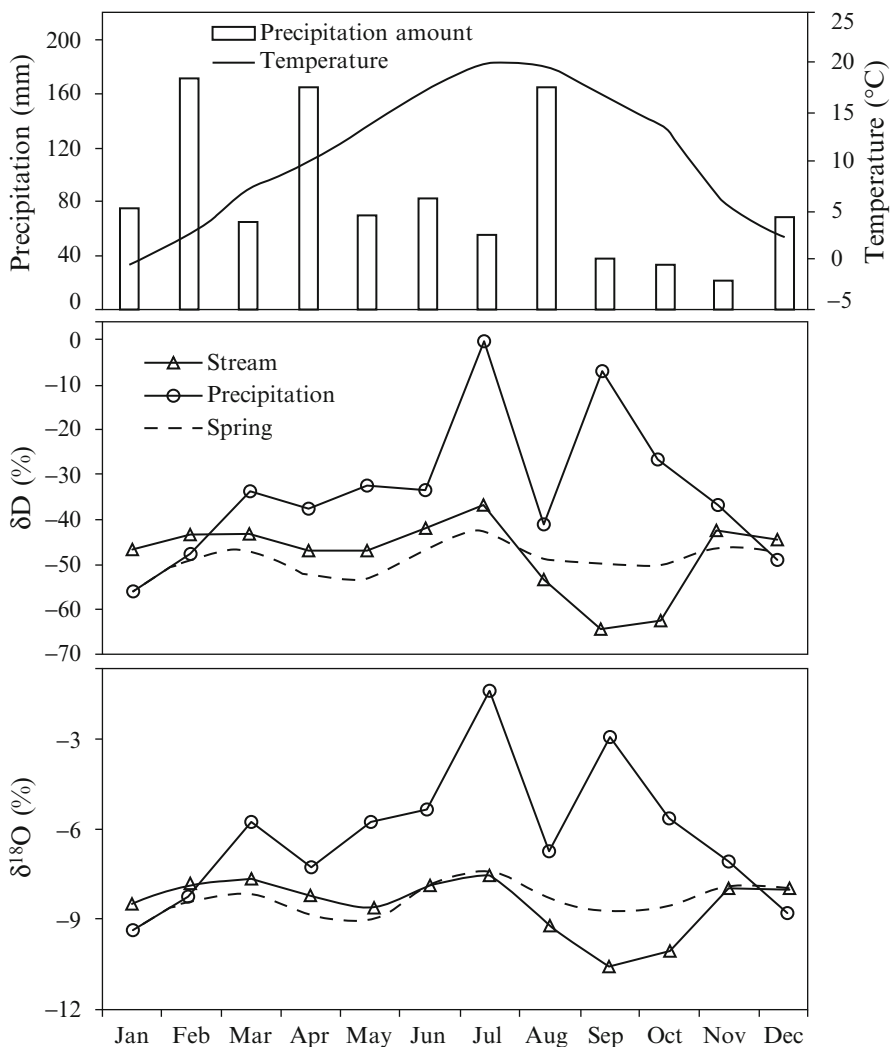 Precipitation (mm)
200
160
120
80
40
0
Precipitation amount
Temperature
25
20
15
10
5
0
−5
Temperature (°C)
δD (%)
0
−10
−20
−30
−40
−50
−60
−70
Stream
Precipitation
Spring
δ¹⁸O (%)
−3
−6
−9
−12
Jan Feb Mar Apr May Jun Jul Aug Sep Oct Nov Dec